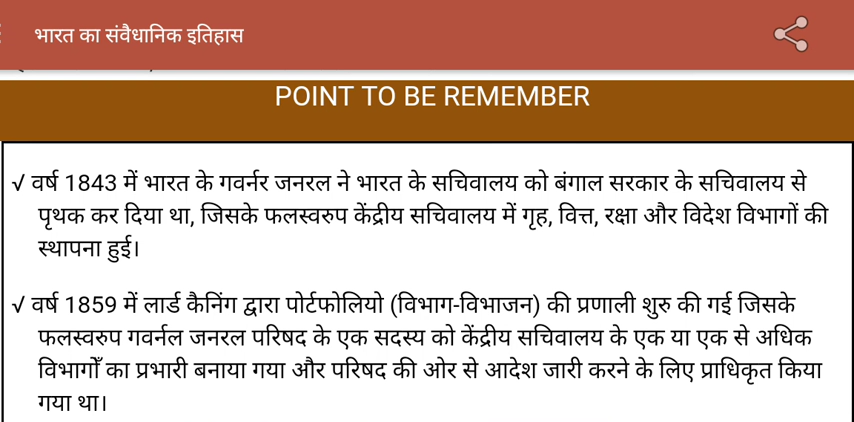 भारत का संवैधानिक इतिहास
POINT TO BE REMEMBER
√ वर्ष 1843 में भारत के गवर्नर जनरल ने भारत के सचिवालय को बंगाल सरकार के सचिवालय से
पृथक कर दिया था, जिसके फलस्वरुप केंद्रीय सचिवालय में गृह, वित्त, रक्षा और विदेश विभागों की
स्थापना हुई।
√ वर्ष 1859 में लार्ड कैनिंग द्वारा पोर्टफोलियो (विभाग-विभाजन) की प्रणाली शुरु की गई जिसके
फलस्वरुप गवर्नल जनरल परिषद के एक सदस्य को केंद्रीय सचिवालय के एक या एक से अधिक
विभागोँ का प्रभारी बनाया गया और परिषद की ओर से आदेश जारी करने के लिए प्राधिकृत किया
गया था।